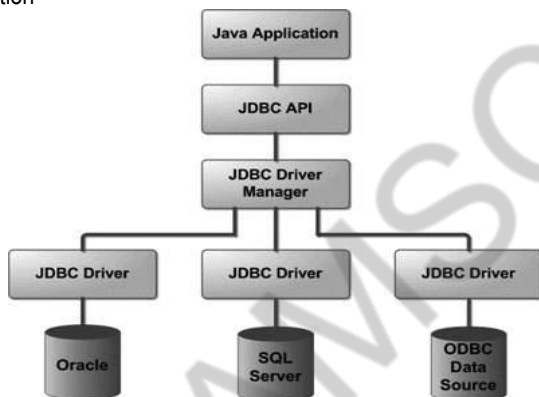 Java Application
JDBC API
JDBC Driver
Manager
JDBC Driver
JDBC Driver
JDBC Driver
Oracle
SQL
Server
ODBC
Data
Source